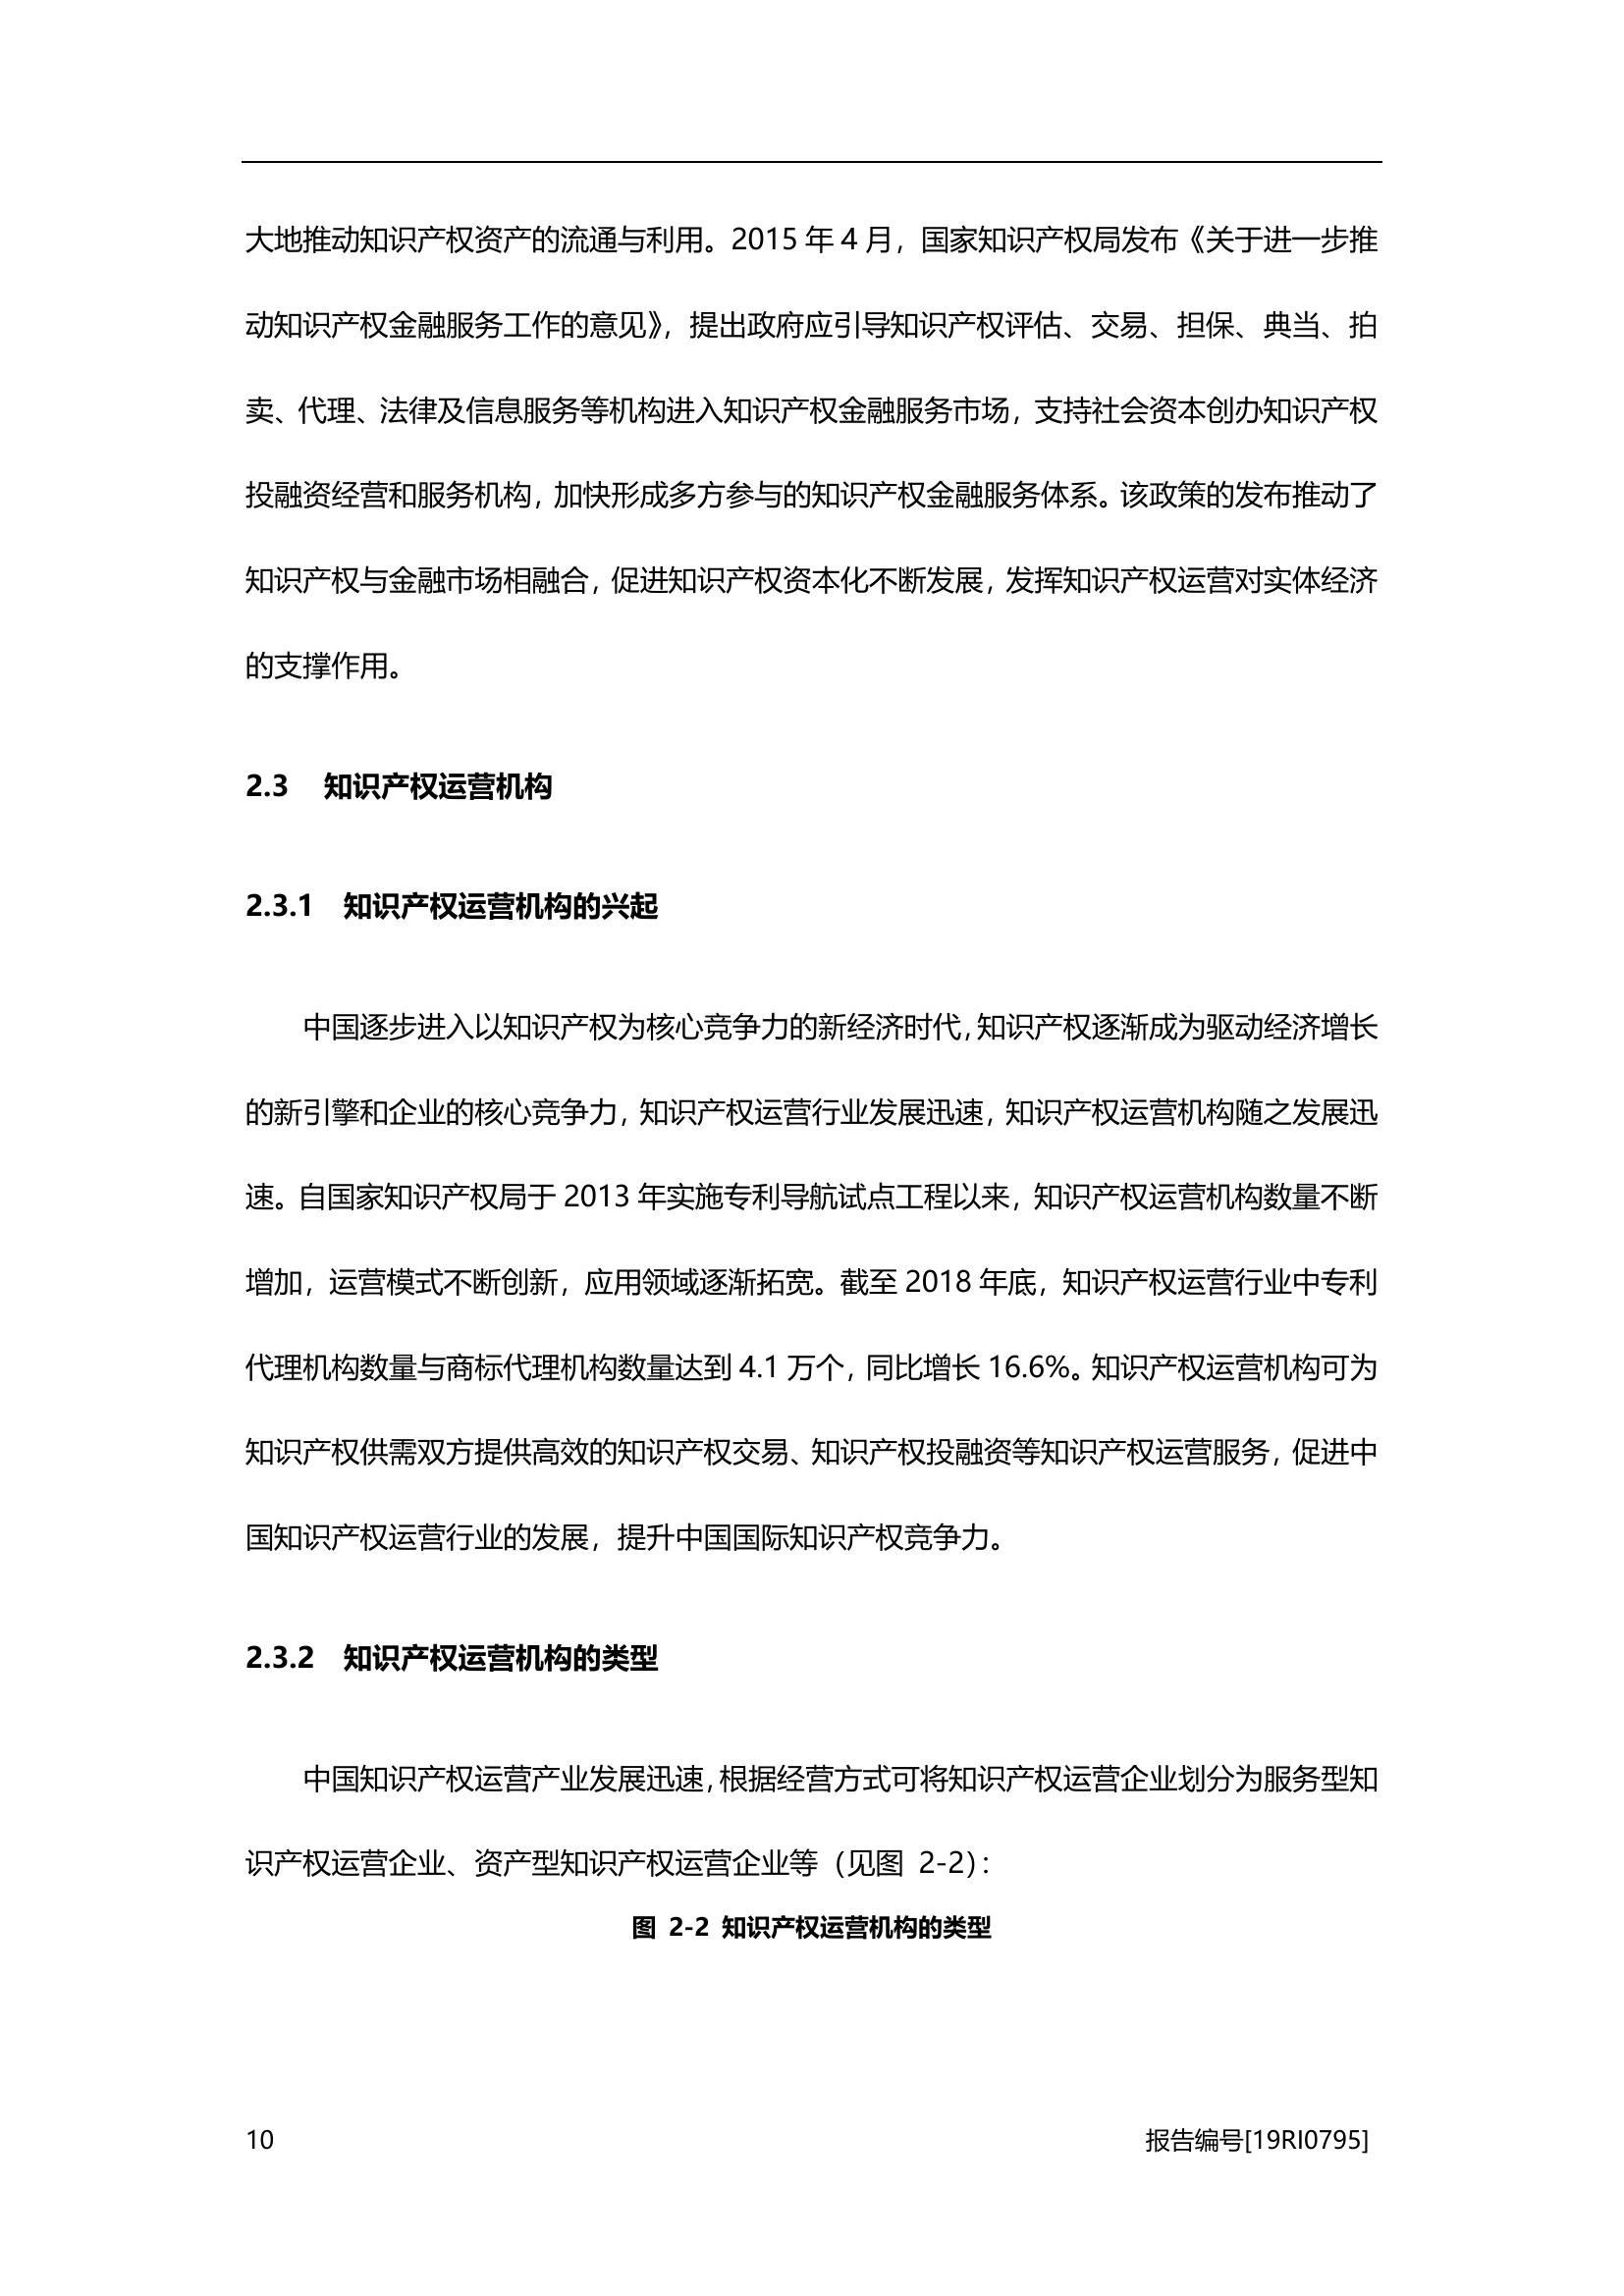 大地推动知识产权资产的流通与利用。2015 年 4 月，国家知识产权局发布《关于进一步推
动知识产权金融服务工作的意见》，提出政府应引导知识产权评估、交易、担保、典当、拍
卖、代理、法律及信息服务等机构进入知识产权金融服务市场，支持社会资本创办知识产权
投融资经营和服务机构，加快形成多方参与的知识产权金融服务体系。该政策的发布推动了
知识产权与金融市场相融合，促进知识产权资本化不断发展，发挥知识产权运营对实体经济
的支撑作用。
2.3 知识产权运营机构
2.3.1 知识产权运营机构的兴起
中国逐步进入以知识产权为核心竞争力的新经济时代，知识产权逐渐成为驱动经济增长
的新引擎和企业的核心竞争力，知识产权运营行业发展迅速，知识产权运营机构随之发展迅
速。自国家知识产权局于 2013 年实施专利导航试点工程以来，知识产权运营机构数量不断
增加，运营模式不断创新，应用领域逐渐拓宽。截至 2018 年底，知识产权运营行业中专利
代理机构数量与商标代理机构数量达到 4.1 万个，同比增长 16.6%。知识产权运营机构可为
知识产权供需双方提供高效的知识产权交易、知识产权投融资等知识产权运营服务，促进中
国知识产权运营行业的发展，提升中国国际知识产权竞争力。
2.3.2 知识产权运营机构的类型
中国知识产权运营产业发展迅速，根据经营方式可将知识产权运营企业划分为服务型知
识产权运营企业、资产型知识产权运营企业等（见图 2-2）：
图 2-2 知识产权运营机构的类型
10 报告编号[19RI0795]